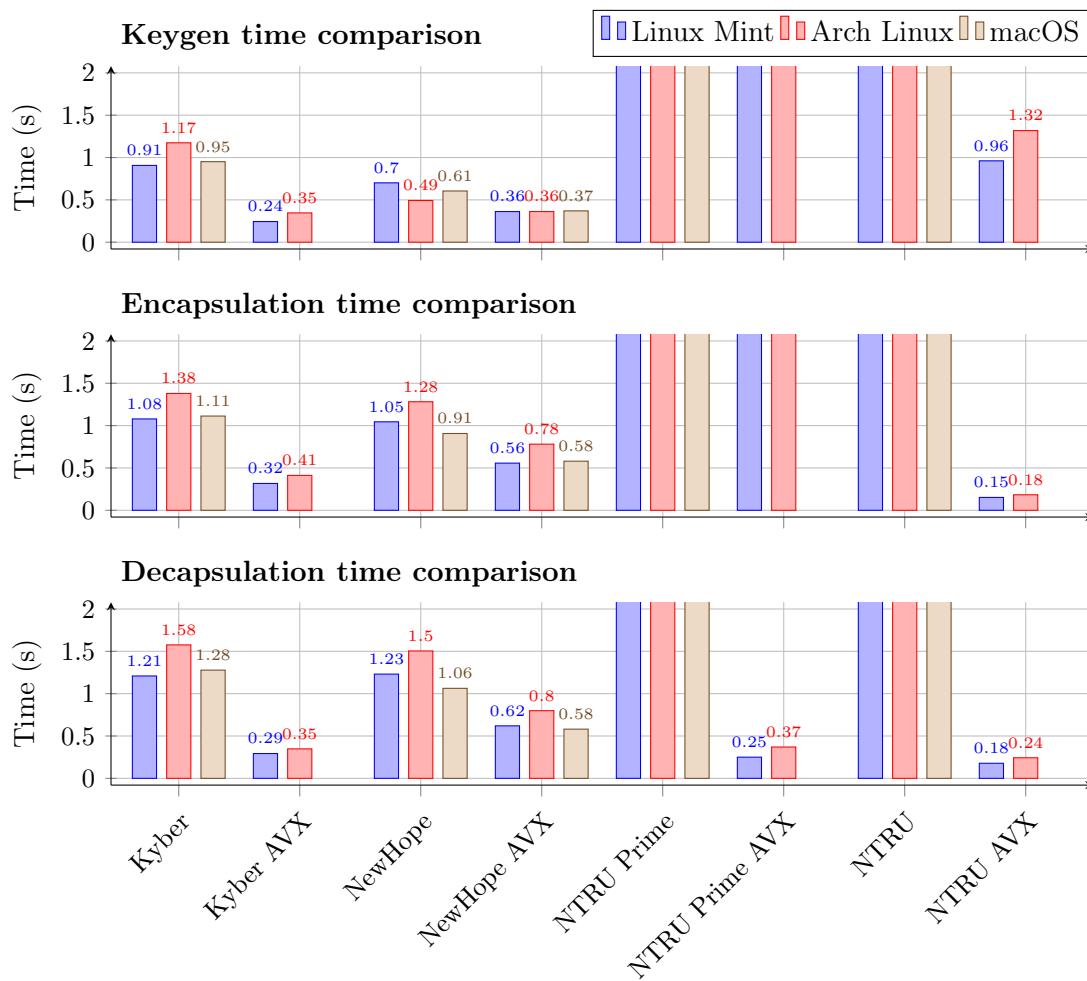 Keygen time comparison
Linux Mint Arch Linux macOS
Time (s)
2
1.5
1
0.5
0
0.91 1.17 0.95 0.24 0.35 0.7 0.49 0.61 0.36 0.36 0.37 0.96 1.32
Encapsulation time comparison
Time (s)
2
1.5
1
0.5
0
1.08 1.38 1.11 0.32 0.41 1.05 1.28 0.91 0.56 0.78 0.58 0.15 0.18
Decapsulation time comparison
Time (s)
2
1.5
1
0.5
0
1.21 1.58 1.28 0.29 0.35 1.23 1.5 1.06 0.62 0.8 0.58 0.25 0.37 0.18 0.24
Kyber
Kyber AVX
NewHope
NewHope AVX
NTRU Prime
NTRU Prime AVX
NTRU
NTRU AVX